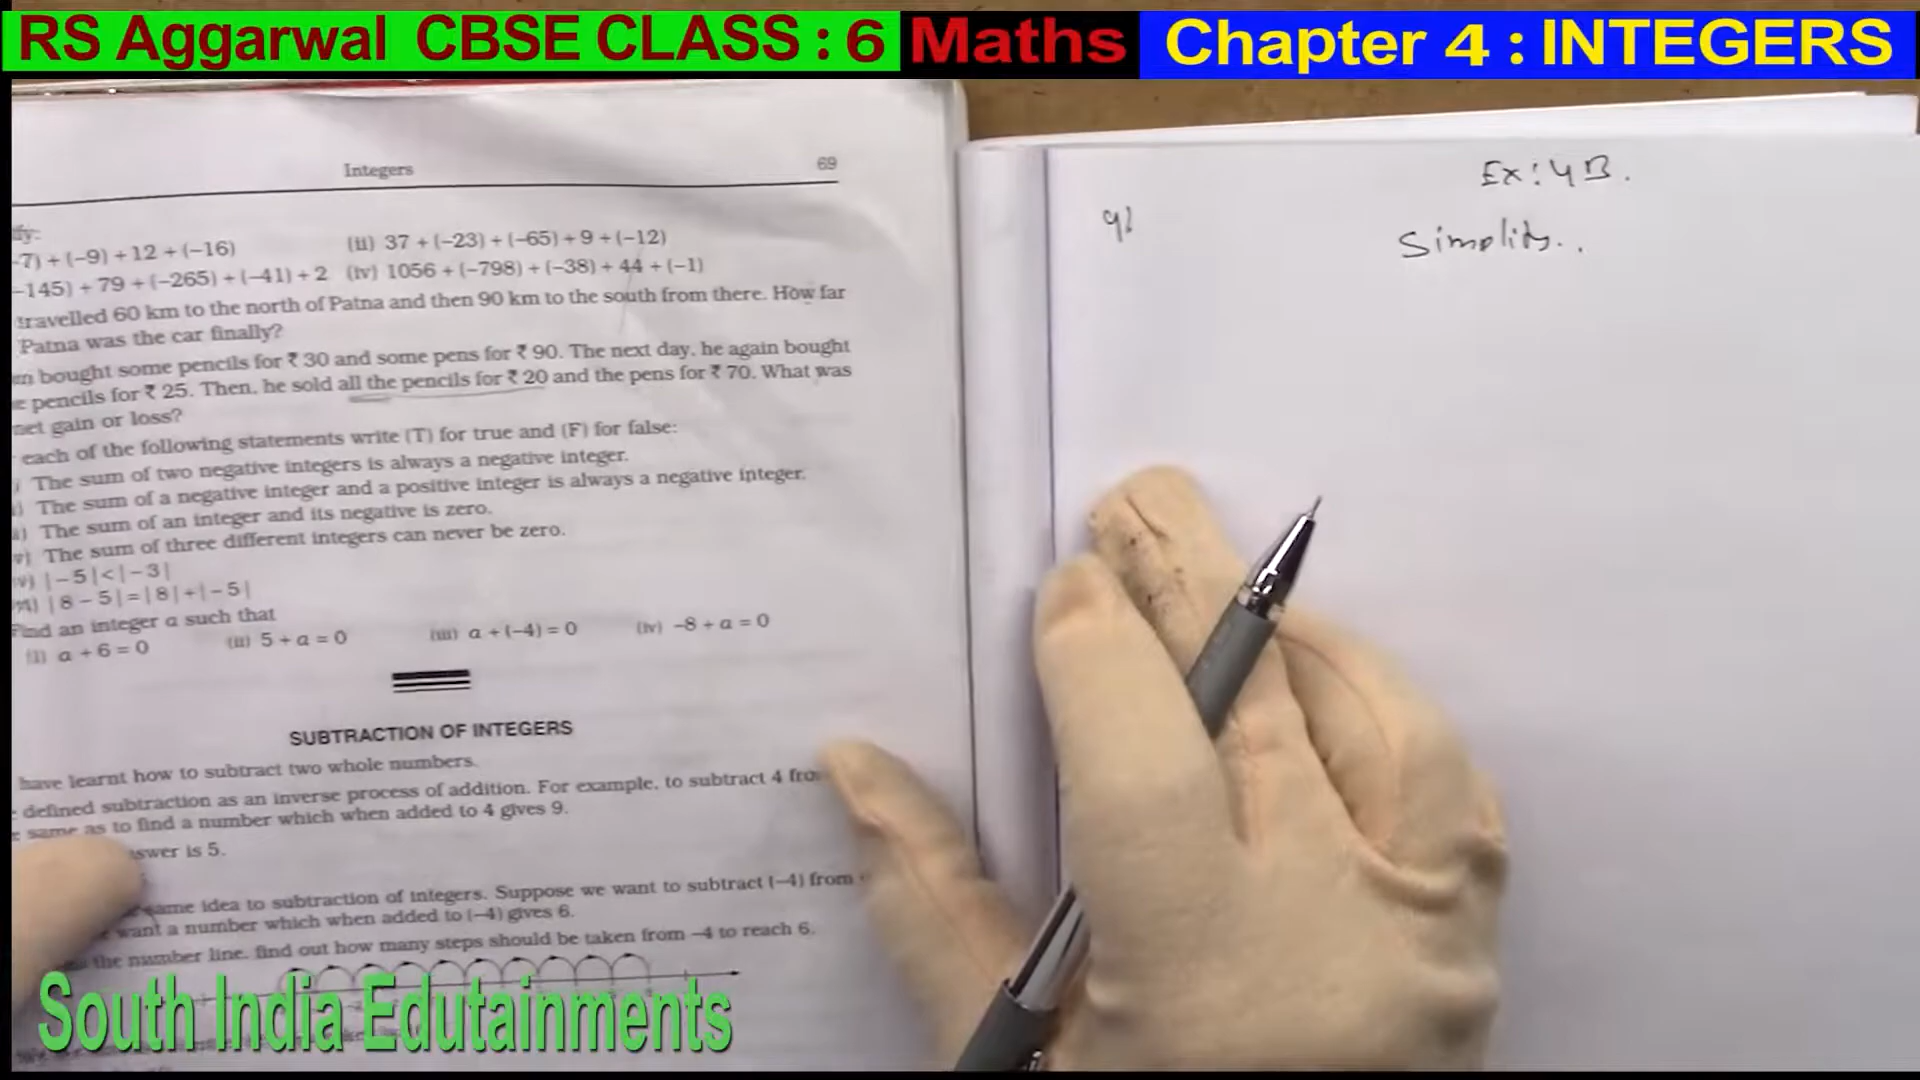 RS Aggarwal CBSE CLASS : 6 Maths Chapter 4 : INTEGERS
Integers 69
-7) + (-9) + 12 + (-16) (ii) 37 + (-23) + (-65) + 9 + (-12)
-145) + 79 + (-265) + (-41) + 2 (iv) 1056 + (-798) + (-38) + 44 + (-1)
travelled 60 km to the north of Patna and then 90 km to the south from there. How far
Patna was the car finally?
bought some pencils for ₹ 30 and some pens for ₹ 90. The next day, he again bought
pencils for ₹ 25. Then, he sold all the pencils for ₹ 20 and the pens for ₹ 70. What was
net gain or loss?
each of the following statements write (T) for true and (F) for false:
The sum of two negative integers is always a negative integer.
The sum of a negative integer and a positive integer is always a negative integer.
The sum of an integer and its negative is zero.
The sum of three different integers can never be zero.
| -5 | < | -3 |
| 8 - 5 | = | 8 | + | -5 |
Find an integer a such that
(i) a + 6 = 0 (ii) 5 + a = 0 (iii) a + (-4) = 0 (iv) -8 + a = 0
SUBTRACTION OF INTEGERS
have learnt how to subtract two whole numbers.
defined subtraction as an inverse process of addition. For example, to subtract 4
same as to find a number which when added to 4 gives 9.
is 5.
same idea to subtraction of integers. Suppose we want to subtract (-4) from
want a number which when added to (-4) gives 6.
the number line, find out how many steps should be taken from -4 to reach 6.
South India Edutainments
Ex: 4B.
9)
Simplify..